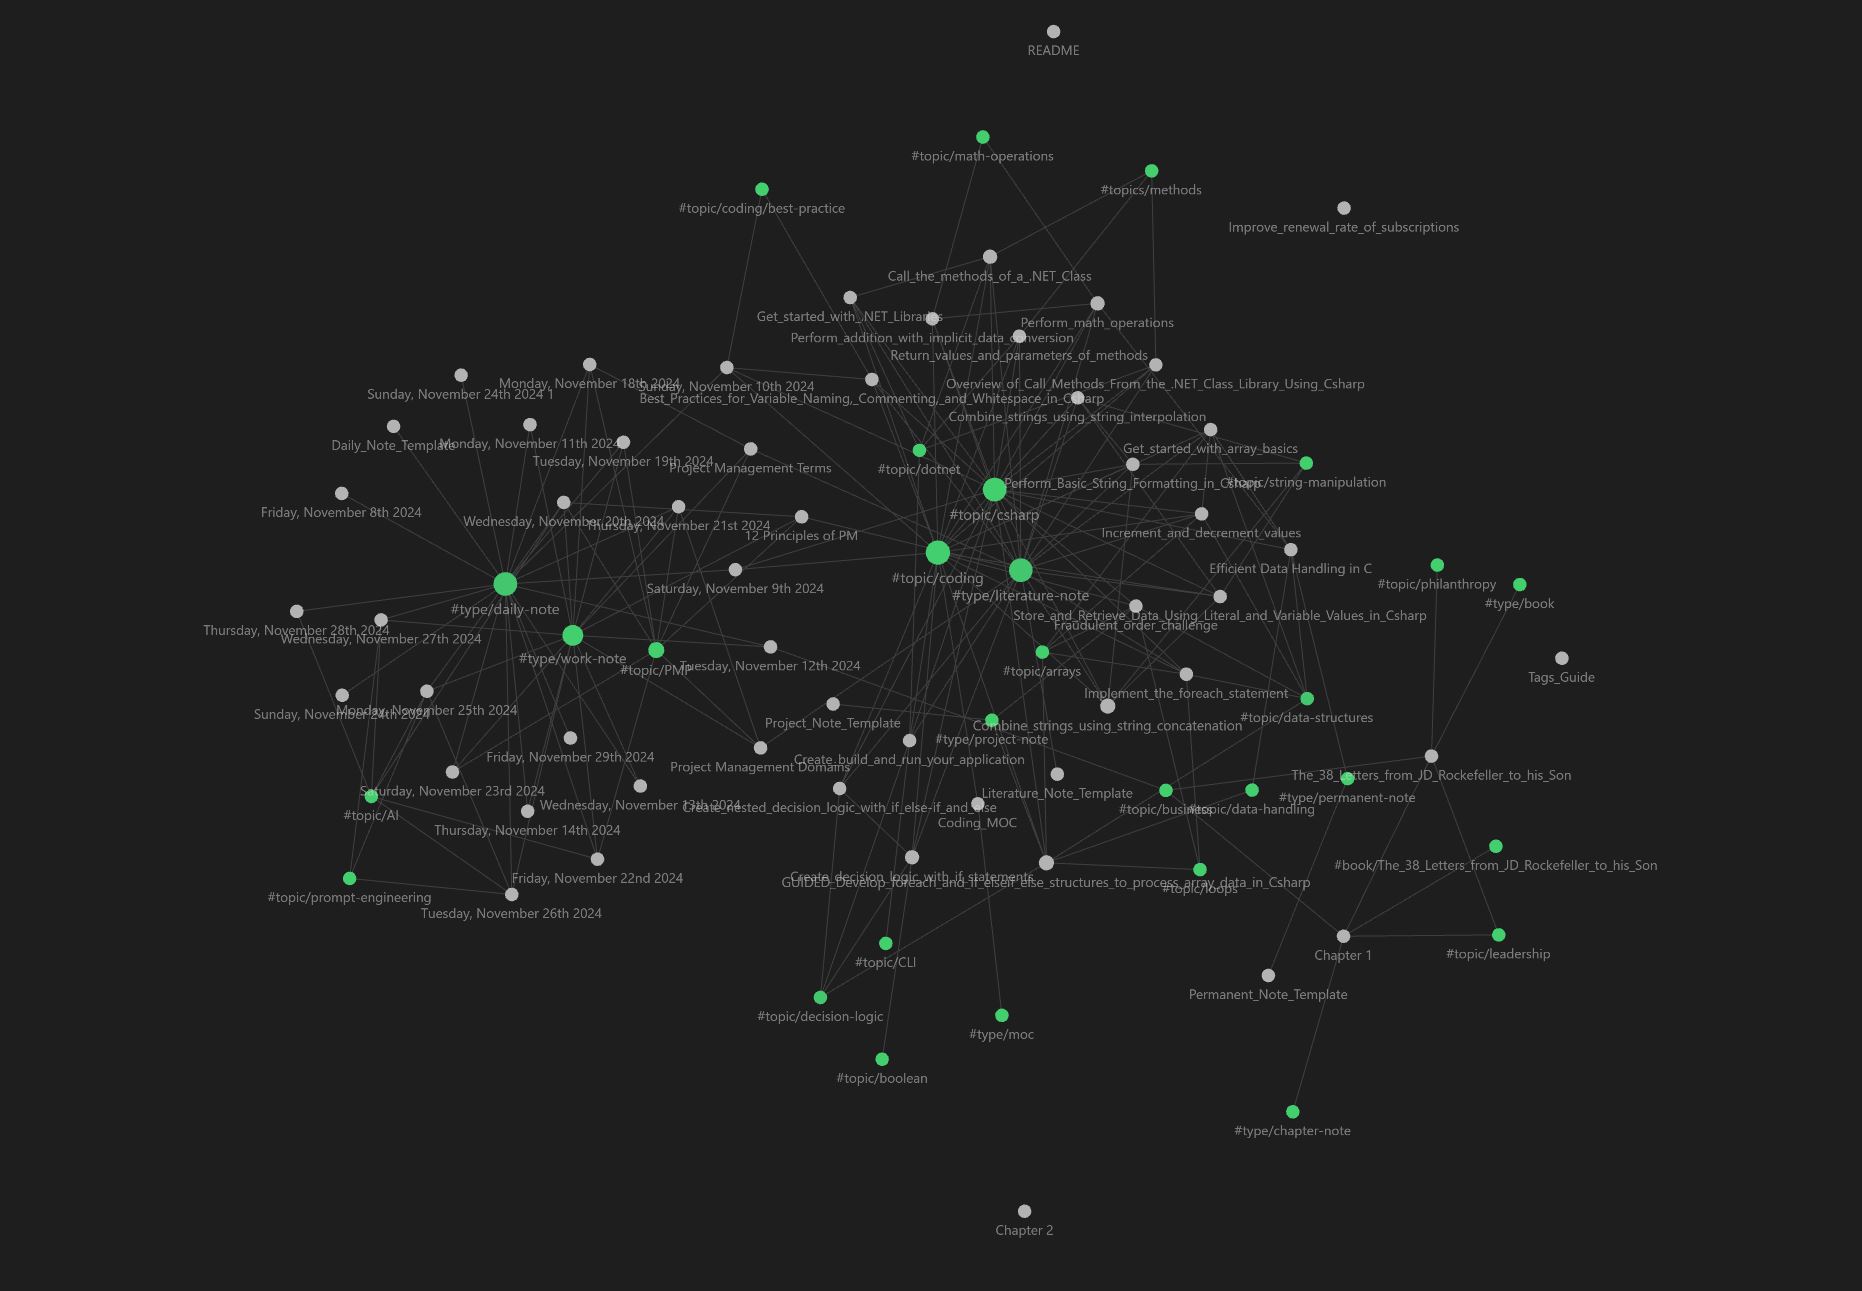 README
#topic/math-operations
#topics/methods
#topic/coding/best-practice
Improve_renewal_rate_of_subscriptions
Call_the_methods_of_a_.NET_Class
Get_started_with_.NET_Libraries
Perform_math_operations
Perform_addition_with_implicit_data_conversion
Return_values_and_parameters_of_methods
Monday, November 18th 2024
Overview_of_Call_Methods_From_the_.NET_Class_Library_Using_Csharp
Sunday, November 10th 2024
Sunday, November 24th 2024 1
Best_Practices_for_Variable_Naming,_Commenting,_and_Whitespace_in_Csharp
Combine_strings_using_string_interpolation
Monday, November 11th 2024
Daily_Note_Template
Get_started_with_array_basics
Tuesday, November 19th 2024
Project Management Terms
#topic/dotnet
Perform_Basic_String_Formatting_in_Csharp
#topic/string-manipulation
Friday, November 8th 2024
#topic/csharp
Wednesday, November 20th 2024
Thursday, November 21st 2024
Increment_and_decrement_values
12 Principles of PM
Efficient Data Handling in C
#topic/coding
#topic/philanthropy
Saturday, November 9th 2024
#type/literature-note
#type/book
#type/daily-note
Store_and_Retrieve_Data_Using_Literal_and_Variable_Values_in_Csharp
Fraudulent_order_challenge
Thursday, November 28th 2024
Wednesday, November 27th 2024
#type/work-note
Tuesday, November 12th 2024
#topic/PMP
#topic/arrays
Tags_Guide
Implement_the_foreach_statement
Monday, November 25th 2024
Sunday, November 24th 2024
#topic/data-structures
Project_Note_Template
Combine_strings_using_string_concatenation
#type/project-note
Friday, November 29th 2024
Create_build_and_run_your_application
Project Management Domains
The_38_Letters_from_JD_Rockefeller_to_his_Son
Saturday, November 23rd 2024
Literature_Note_Template
#type/permanent-note
Wednesday, November 13th 2024
Create_nested_decision_logic_with_if_else-if_and_else
#topic/business
#topic/data-handling
#topic/AI
Coding_MOC
Thursday, November 14th 2024
#book/The_38_Letters_from_JD_Rockefeller_to_his_Son
Friday, November 22nd 2024
Create_decision_logic_with_if_statements
GUIDED_Develop_foreach_and_if_elseif_else_structures_to_process_array_data_in_Csharp
#topic/loops
#topic/prompt-engineering
Tuesday, November 26th 2024
Chapter 1
#topic/leadership
#topic/CLI
Permanent_Note_Template
#topic/decision-logic
#type/moc
#topic/boolean
#type/chapter-note
Chapter 2